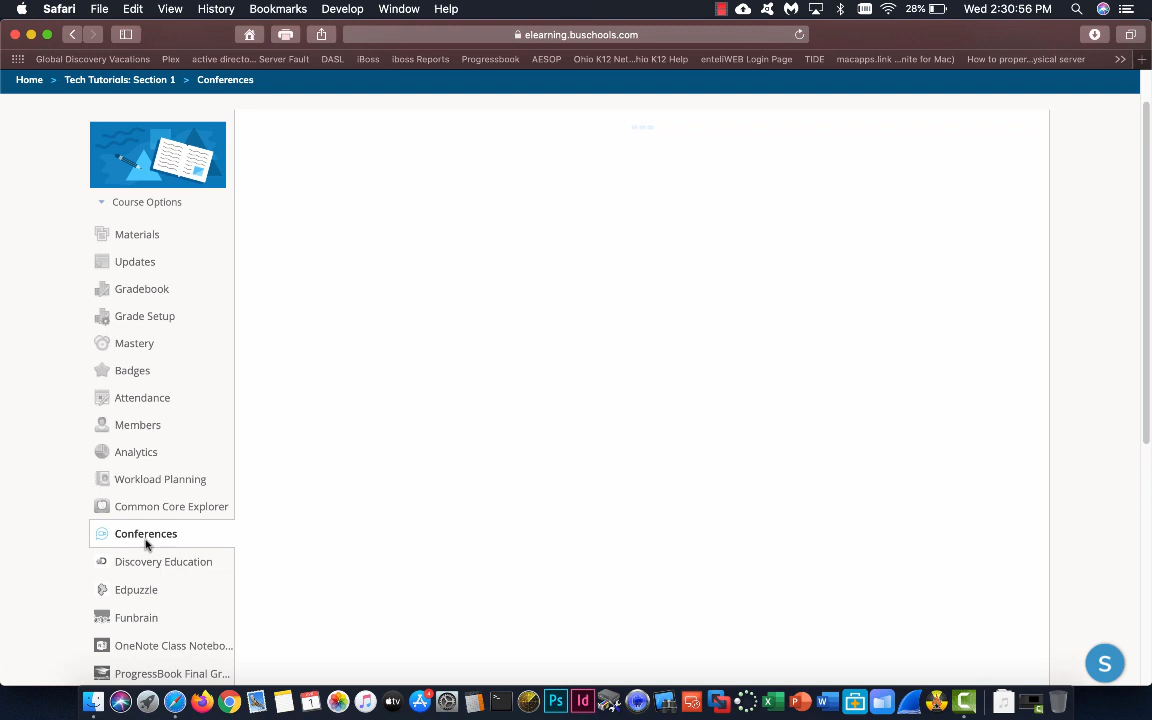 Safari File Edit View History Bookmarks Develop Window Help 28% Wed 2:30:56 PM
elearning.buschools.com
Global Discovery Vacations Plex active directo... Server Fault DASL iBoss iboss Reports Progressbook AESOP Ohio K12 Net...hio K12 Help enteliWEB Login Page TIDE macapps.link ...nite for Mac) How to proper...ysical server
Home > Tech Tutorials: Section 1 > Conferences
Course Options
Materials
Updates
Gradebook
Grade Setup
Mastery
Badges
Attendance
Members
Analytics
Workload Planning
Common Core Explorer
Conferences
Discovery Education
Edpuzzle
Funbrain
OneNote Class Notebo...
ProgressBook Final Gr...
S